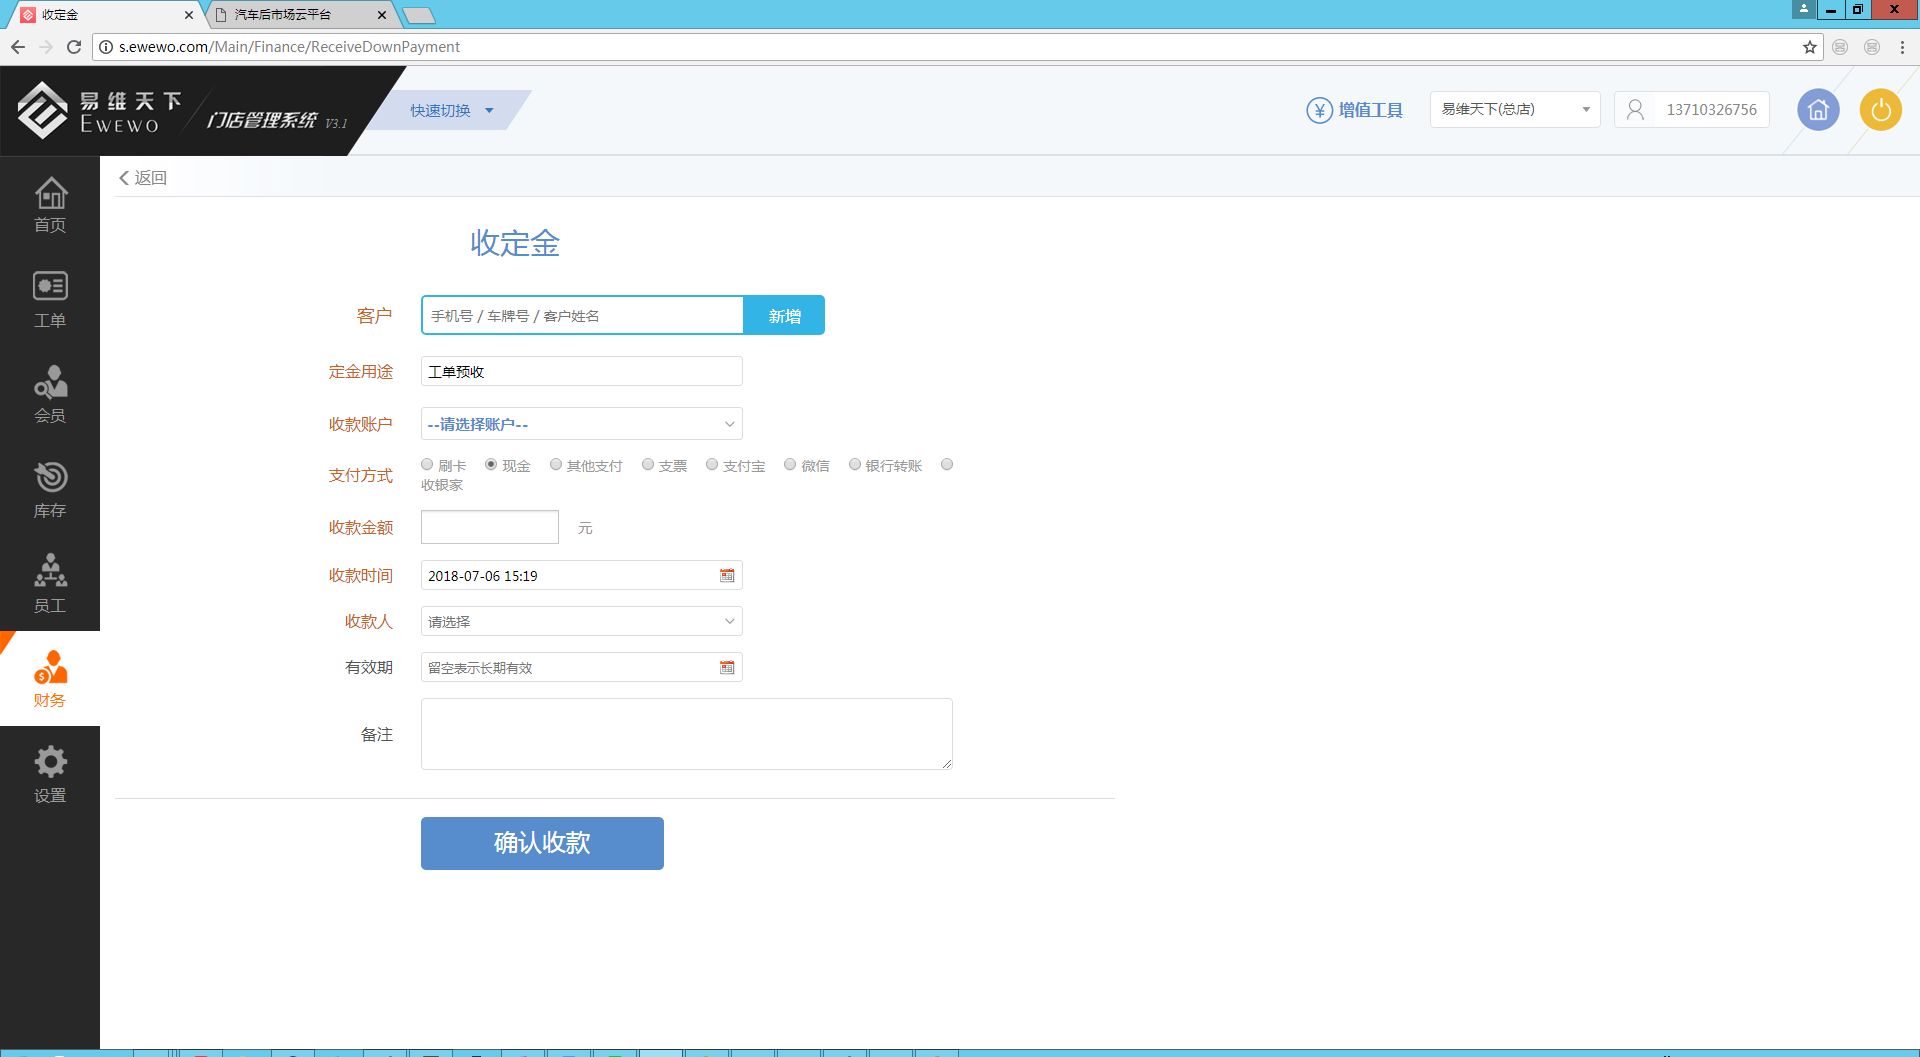 收定金
汽车后市场云平台
s.ewewo.com/Main/Finance/ReceiveDownPayment
易维天下
EWEWO
门店管理系统 V3.1
快速切换
¥ 增值工具
易维天下(总店)
13710326756
首页
工单
会员
库存
员工
财务
设置
返回
收定金
客户
手机号 / 车牌号 / 客户姓名
新增
定金用途
工单预收
收款账户
--请选择账户--
支付方式
刷卡 现金 其他支付 支票 支付宝 微信 银行转账
收银家
收款金额
元
收款时间
2018-07-06 15:19
收款人
请选择
有效期
留空表示长期有效
备注
确认收款